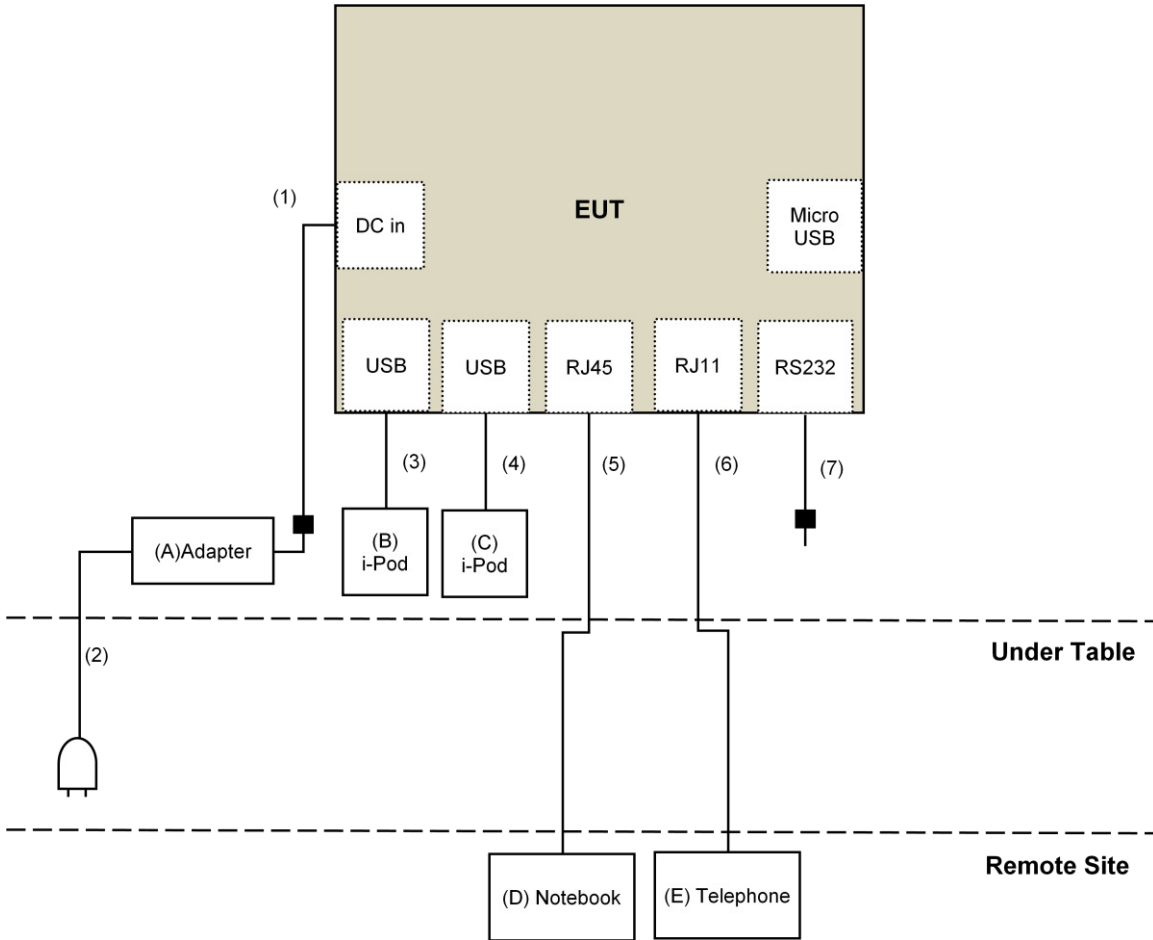 (1)
DC in
EUT
Micro
USB
USB
USB
RJ45
RJ11
RS232
(3)
(4)
(5)
(6)
(7)
(A)Adapter
(B)
i-Pod
(C)
i-Pod
(2)
Under Table
(D) Notebook
(E) Telephone
Remote Site